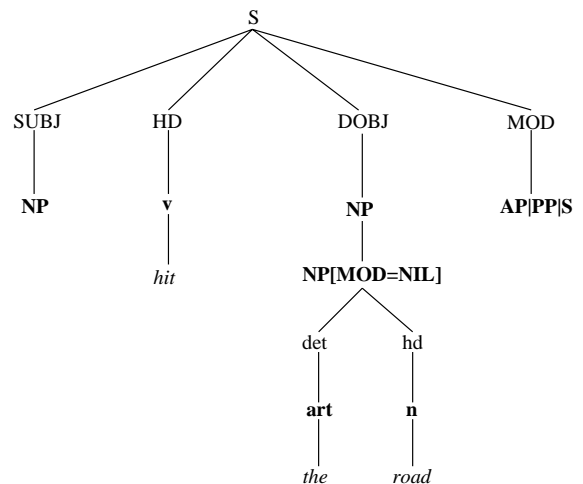 S
SUBJ HD DOBJ MOD
NP v NP AP|PP|S
hit NP[MOD=NIL]
det hd
art n
the road